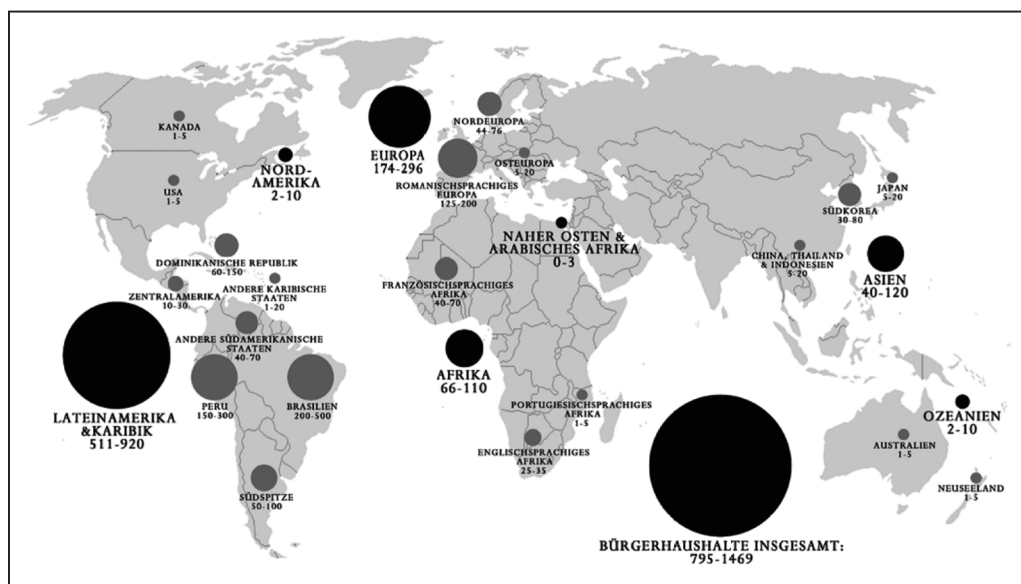 KANADA
1-5
NORD-
AMERIKA
2-10
USA
1-5
EUROPA
174-296
NORDEUROPA
44-76
OSTEUROPA
5-20
ROMANISCHSPRACHIGES
EUROPA
125-200
JAPAN
5-20
SÜDKOREA
30-80
NAHER OSTEN &
ARABISCHES AFRIKA
0-3
CHINA, THAILAND
& INDONESIEN
5-20
ASIEN
40-120
DOMINIKANISCHE REPUBLIK
60-150
ZENTRALAMERIKA
10-30
ANDERE KARIBISCHE
STAATEN
1-20
FRANZÖSISCHSPRACHIGES
AFRIKA
40-70
ANDERE SÜDAMERIKANISCHE
STAATEN
40-70
AFRIKA
66-110
LATEINAMERIKA
&KARIBIK
511-920
PERU
150-300
BRASILIEN
200-500
PORTUGIESISCHSPRACHIGES
AFRIKA
1-5
OZEANIEN
2-10
ENGLISCHSPRACHIGES
AFRIKA
25-35
AUSTRALIEN
1-5
SÜDSPITZE
50-100
NEUSEELAND
1-5
BÜRGERHAUSHALTE INSGESAMT:
795-1469